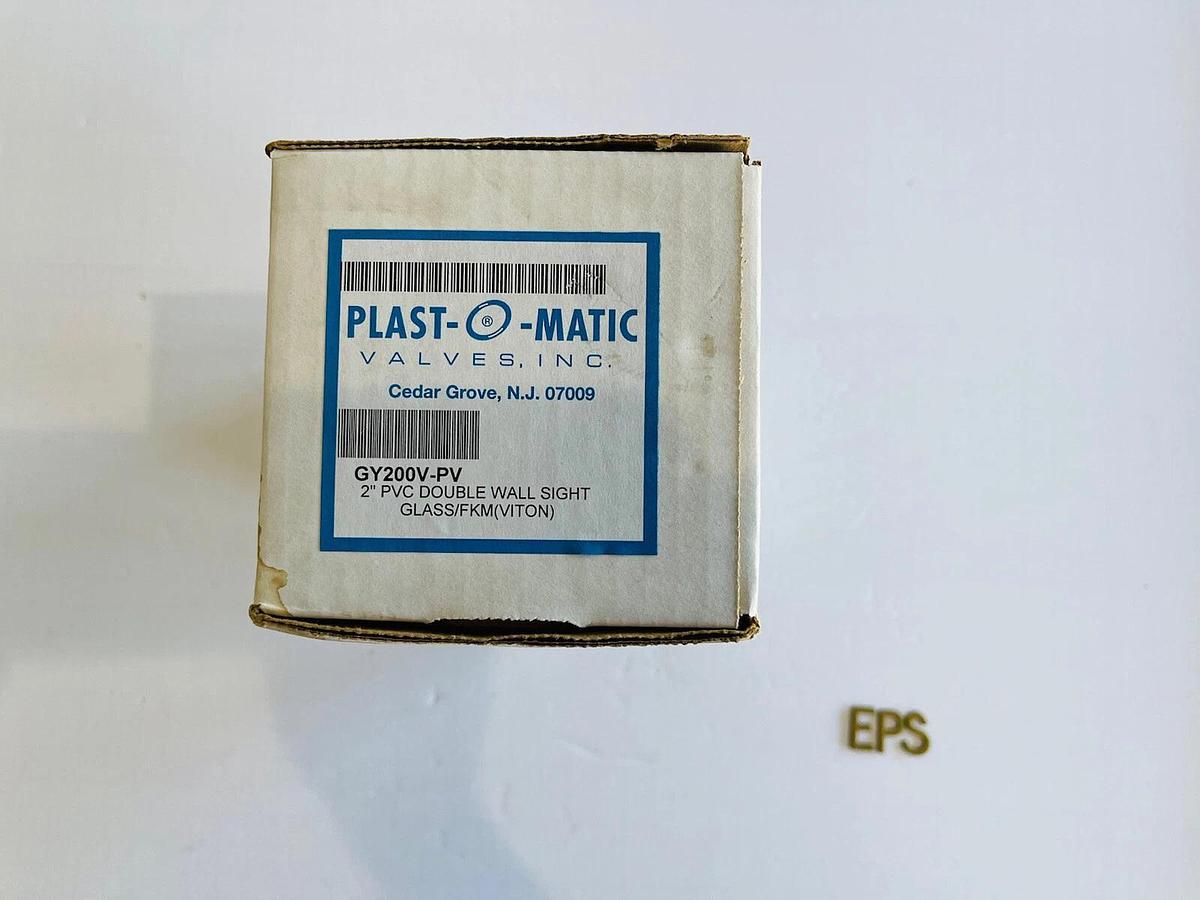 PLAST-O-MATIC
®
VALVES, INC.
Cedar Grove, N.J. 07009
GY200V-PV
2" PVC DOUBLE WALL SIGHT
GLASS/FKM(VITON)
EPS